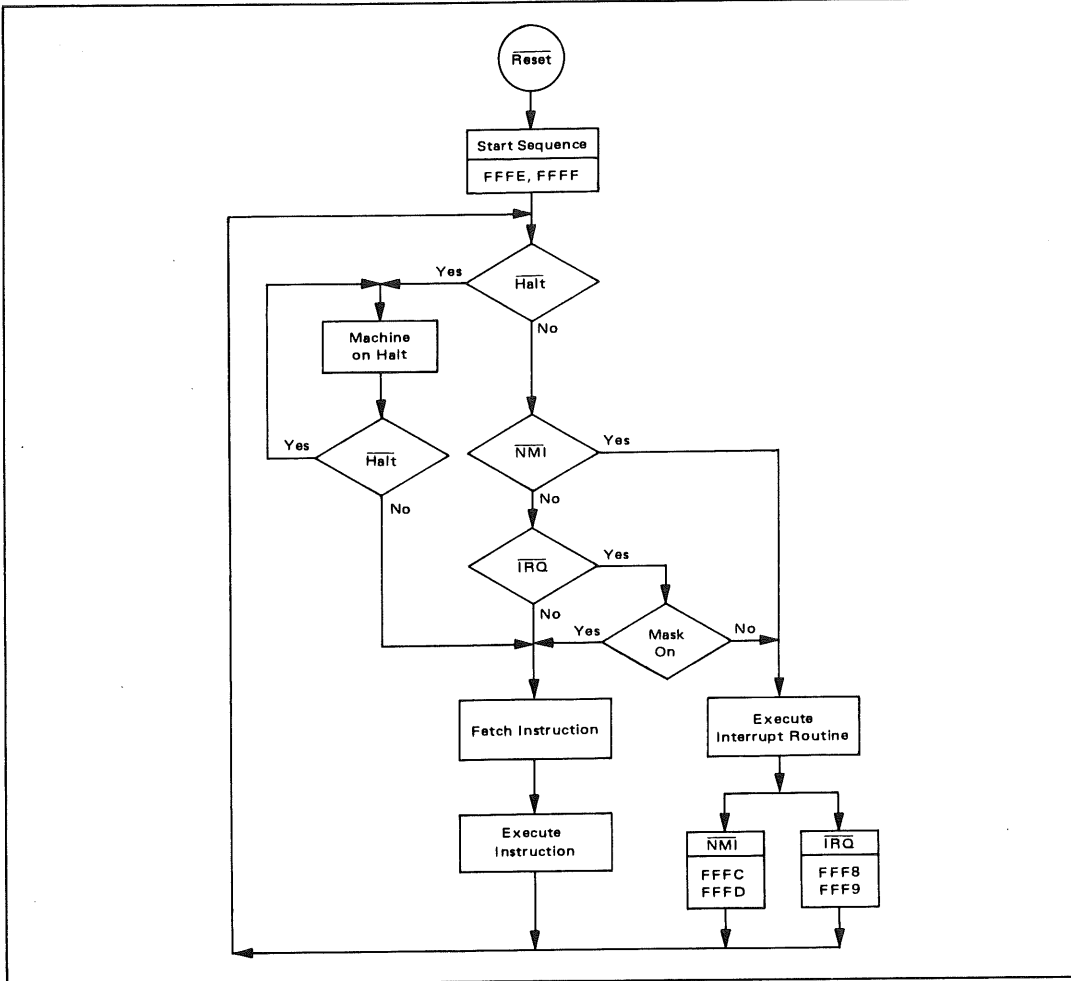 Reset
Start Sequence
FFFE, FFFF
Yes
Halt
No
Machine
on Halt
Yes
Halt
No
NMI
Yes
No
IRQ
Yes
No
Yes
Mask
On
No
Fetch Instruction
Execute
Interrupt Routine
Execute
Instruction
NMI
FFFC
FFFD
IRQ
FFF8
FFF9